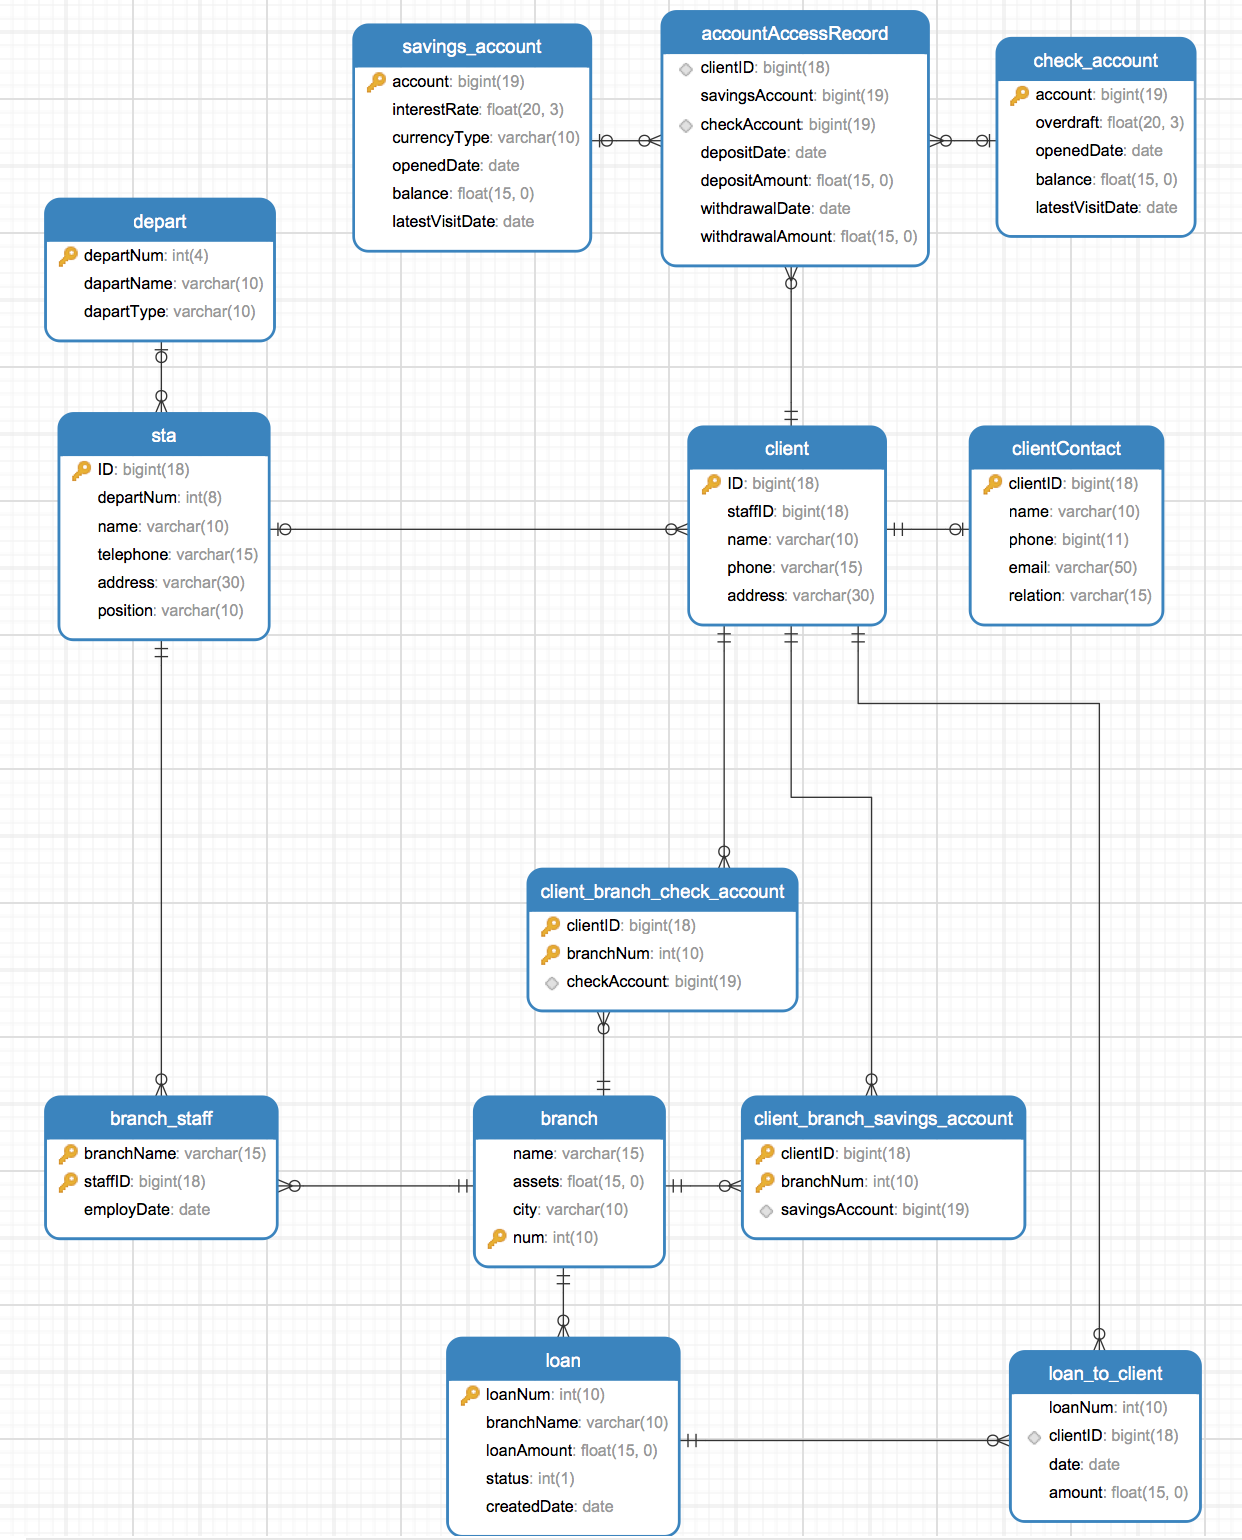 savings_account
account: bigint(19)
interestRate: float(20, 3)
currencyType: varchar(10)
openedDate: date
balance: float(15, 0)
latestVisitDate: date
accountAccessRecord
clientID: bigint(18)
savingsAccount: bigint(19)
checkAccount: bigint(19)
depositDate: date
depositAmount: float(15, 0)
withdrawalDate: date
withdrawalAmount: float(15, 0)
check_account
account: bigint(19)
overdraft: float(20, 3)
openedDate: date
balance: float(15, 0)
latestVisitDate: date
depart
departNum: int(4)
dapartName: varchar(10)
dapartType: varchar(10)
sta
ID: bigint(18)
departNum: int(8)
name: varchar(10)
telephone: varchar(15)
address: varchar(30)
position: varchar(10)
client
ID: bigint(18)
staffID: bigint(18)
name: varchar(10)
phone: varchar(15)
address: varchar(30)
clientContact
clientID: bigint(18)
name: varchar(10)
phone: bigint(11)
email: varchar(50)
relation: varchar(15)
client_branch_check_account
clientID: bigint(18)
branchNum: int(10)
checkAccount: bigint(19)
branch_staff
branchName: varchar(15)
staffID: bigint(18)
employDate: date
branch
name: varchar(15)
assets: float(15, 0)
city: varchar(10)
num: int(10)
client_branch_savings_account
clientID: bigint(18)
branchNum: int(10)
savingsAccount: bigint(19)
loan
loanNum: int(10)
branchName: varchar(10)
loanAmount: float(15, 0)
status: int(1)
createdDate: date
loan_to_client
loanNum: int(10)
clientID: bigint(18)
date: date
amount: float(15, 0)